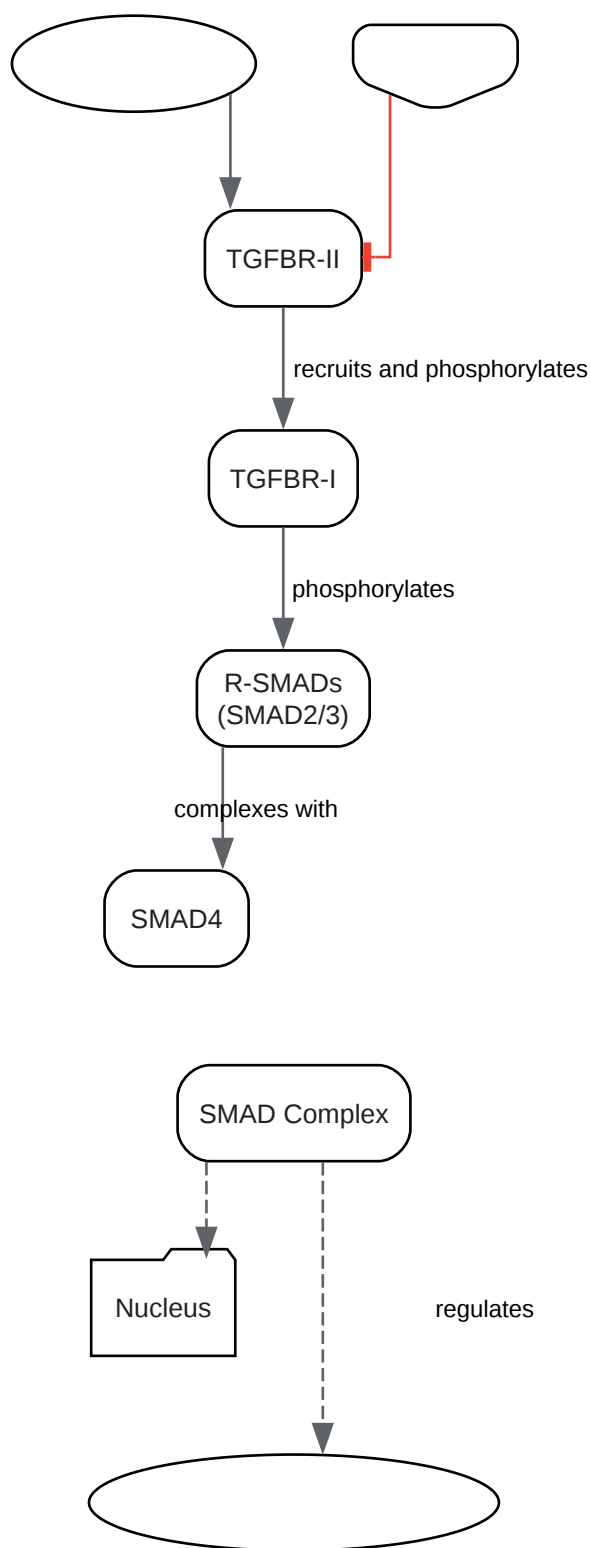 TGFBR-II
recruits and phosphorylates
TGFBR-I
phosphorylates
R-SMADs
(SMAD2/3)
complexes with
SMAD4
SMAD Complex
Nucleus
regulates